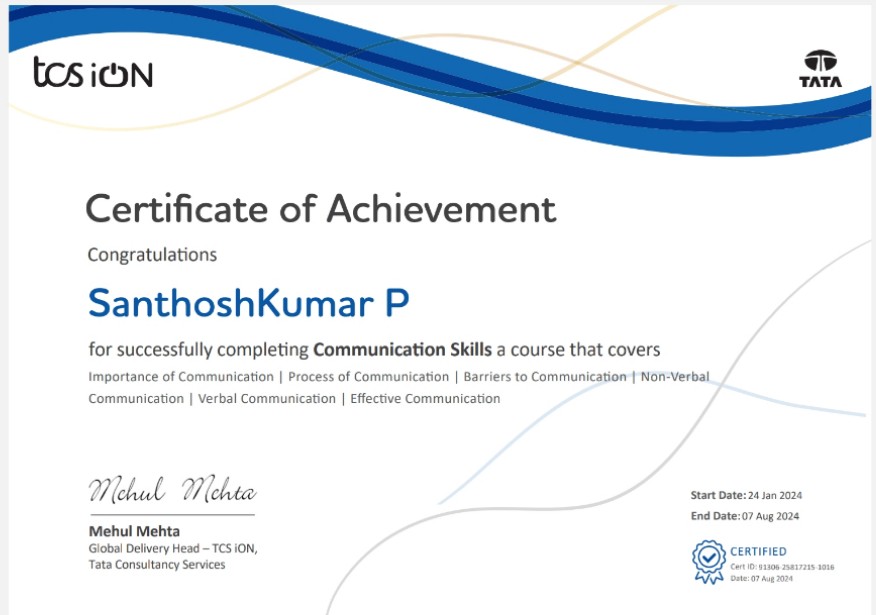 tcs iON
TATA
Certificate of Achievement
Congratulations
SanthoshKumar P
for successfully completing Communication Skills a course that covers
Importance of Communication | Process of Communication | Barriers to Communication | Non-Verbal
Communication | Verbal Communication | Effective Communication
Mehul Mehta
Mehul Mehta
Global Delivery Head – TCS iON,
Tata Consultancy Services
Start Date: 24 Jan 2024
End Date: 07 Aug 2024
CERTIFIED
Cert ID: 91306-25817215-1016
Date: 07 Aug 2024